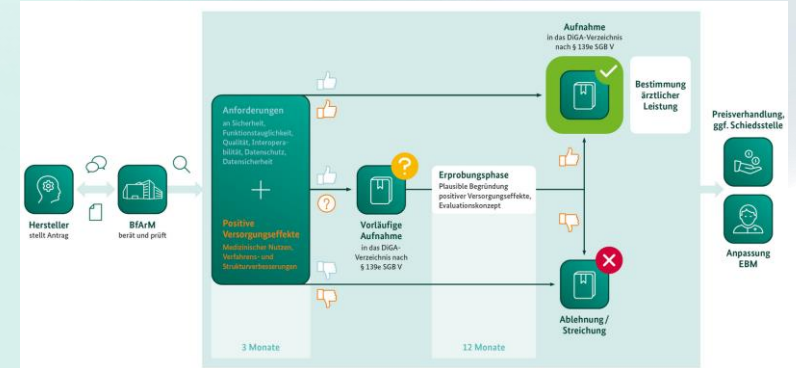 Hersteller
stellt Antrag
BfArM
berät und prüft
Anforderungen
an Sicherheit,
Funktionstauglichkeit,
Qualität, Interopera-
bilität, Datenschutz,
Datensicherheit
Positive
Versorgungseffekte
Medizinischer Nutzen,
Verfahrens- und
Strukturverbesserungen
3 Monate
?
?
Vorläufige
Aufnahme
in das DiGA-
Verzeichnis nach
§ 139e SGB V
Erprobungsphase
Plausible Begründung
positiver Versorgungseffekte,
Evaluationskonzept
12 Monate
Aufnahme
in das DiGA-Verzeichnis
nach § 139e SGB V
Bestimmung
ärztlicher
Leistung
Ablehnung /
Streichung
Preisverhandlung,
ggf. Schiedsstelle
Anpassung
EBM